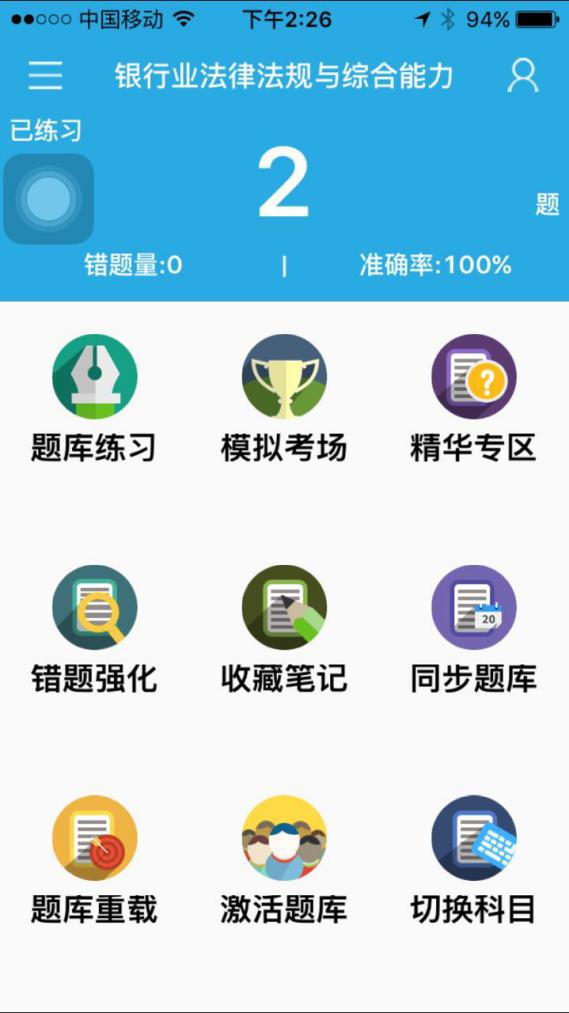 中国移动 下午2:26 94%
银行业法律法规与综合能力
已练习
2
题
错题量:0 | 准确率:100%
题库练习 模拟考场 精华专区
20
错题强化 收藏笔记 同步题库
题库重载 激活题库 切换科目